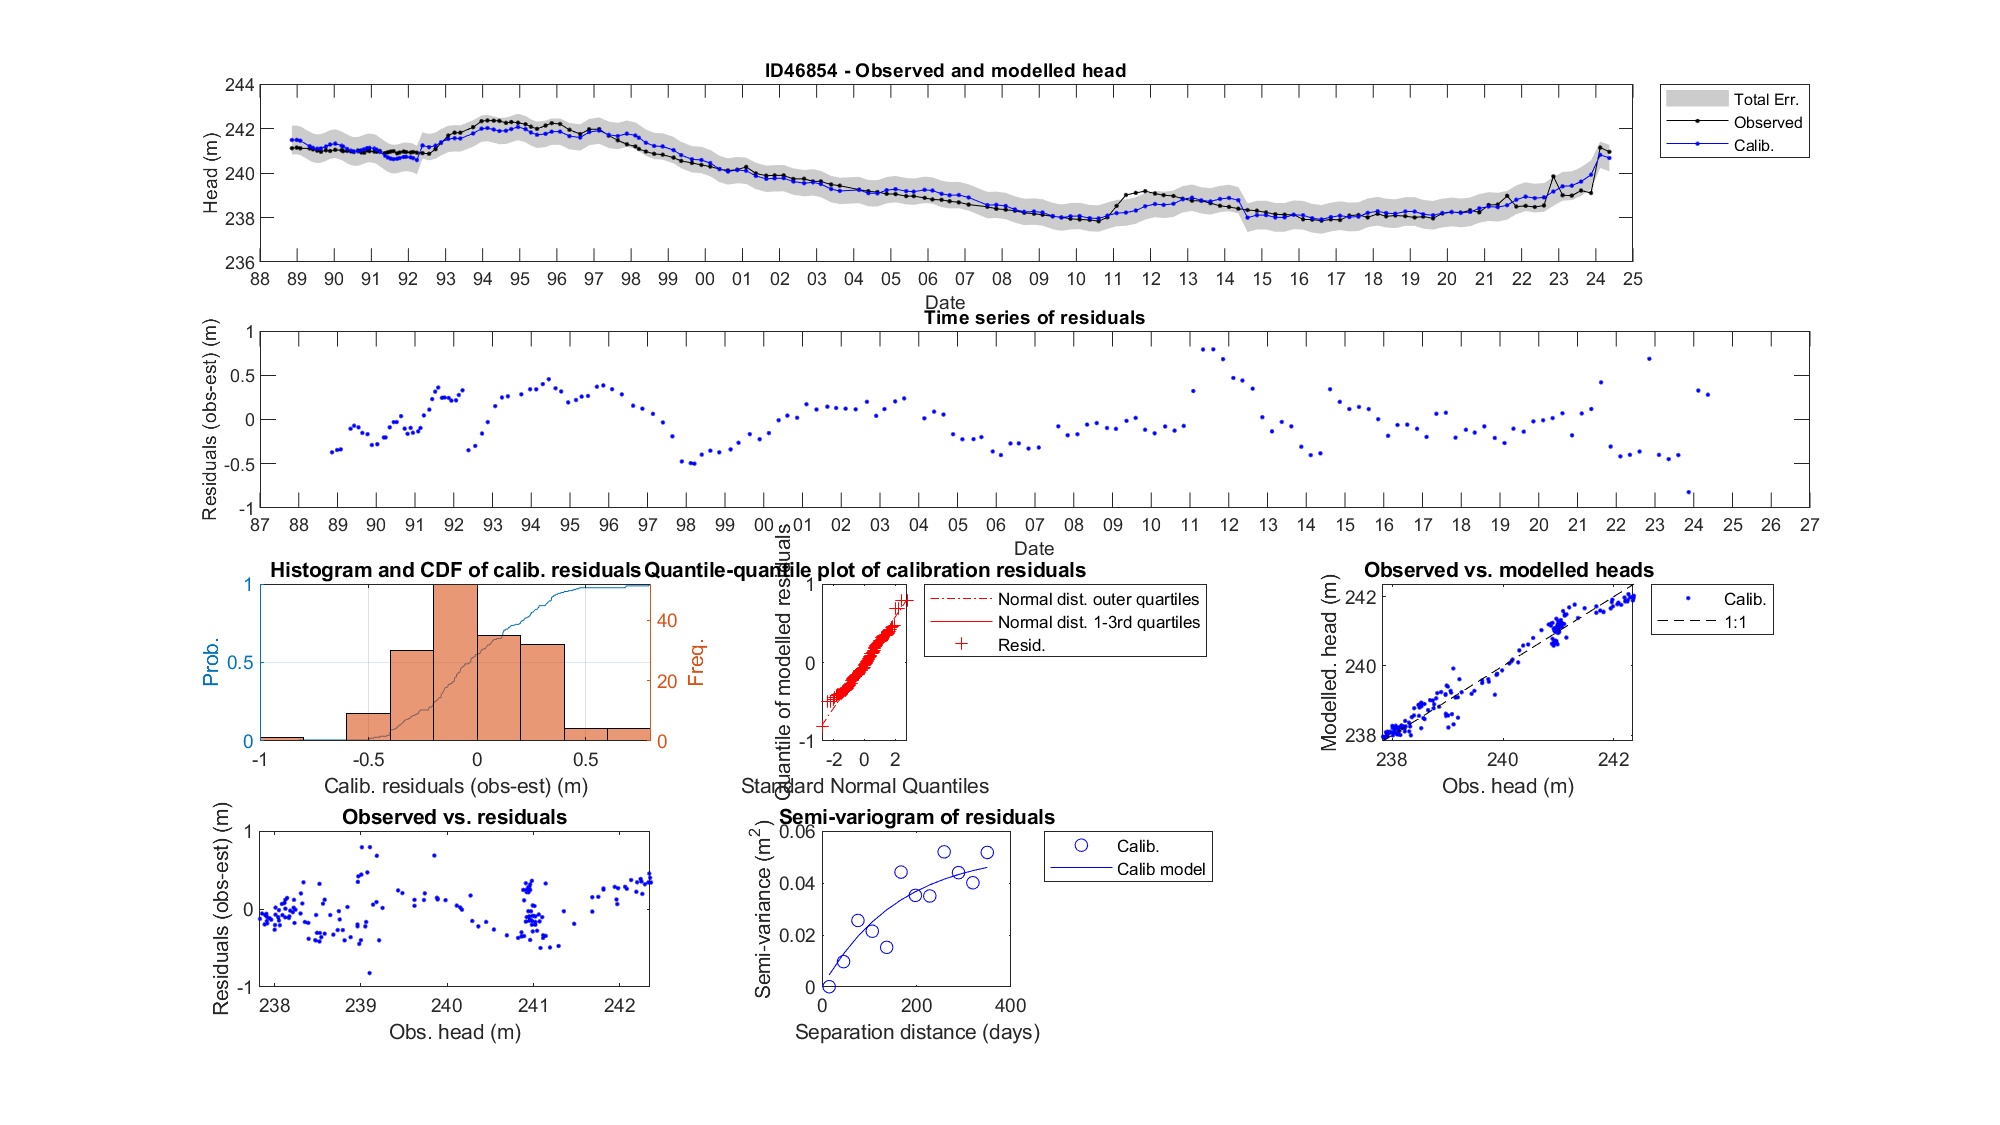 ID46854 - Observed and modelled head
244
242
240
238
236
Head (m)
88 89 90 91 92 93 94 95 96 97 98 99 00 01 02 03 04 05 06 07 08 09 10 11 12 13 14 15 16 17 18 19 20 21 22 23 24 25
Date
Total Err.
Observed
Calib.
Time series of residuals
1
0.5
0
-0.5
-1
Residuals (obs-est) (m)
87 88 89 90 91 92 93 94 95 96 97 98 99 00 01 02 03 04 05 06 07 08 09 10 11 12 13 14 15 16 17 18 19 20 21 22 23 24 25 26 27
Date
Histogram and CDF of calib. residuals
1
0.5
0
Prob.
40
20
0
Freq.
-1 -0.5 0 0.5
Calib. residuals (obs-est) (m)
Quantile-quantile plot of calibration residuals
1
0
-1
Quantile of modelled residuals
-2 0 2
Standard Normal Quantiles
Normal dist. outer quartiles
Normal dist. 1-3rd quartiles
Resid.
Observed vs. modelled heads
242
240
238
Modelled. head (m)
238 240 242
Obs. head (m)
Calib.
1:1
Observed vs. residuals
1
0
-1
Residuals (obs-est) (m)
238 239 240 241 242
Obs. head (m)
Semi-variogram of residuals
0.06
0.04
0.02
0
Semi-variance (m2)
0 200 400
Separation distance (days)
Calib.
Calib model